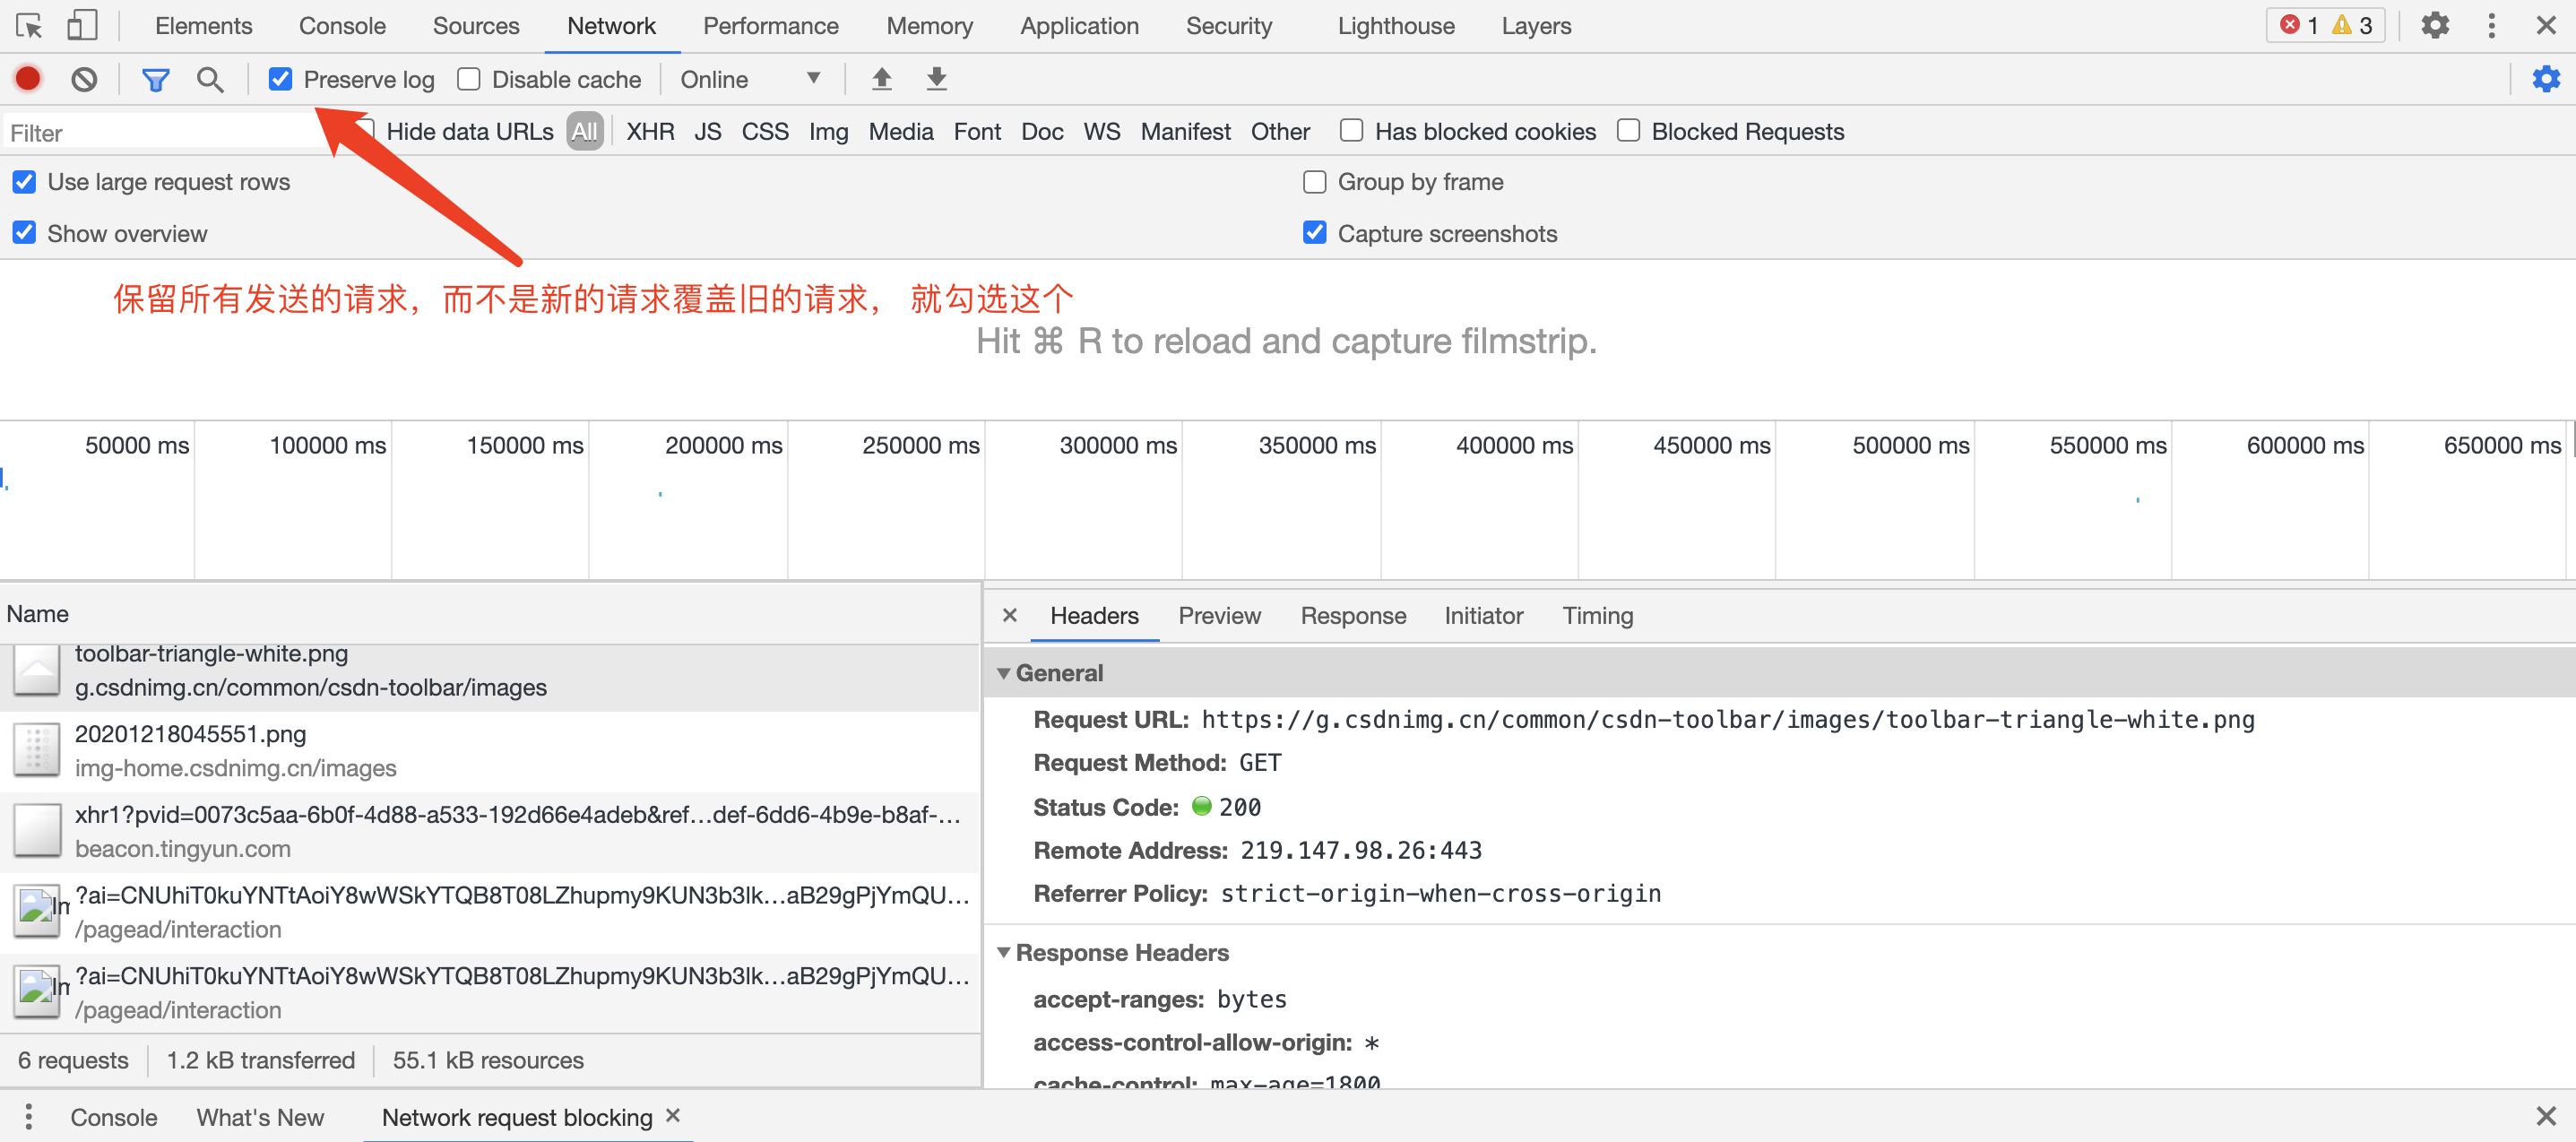 Elements Console Sources Network Performance Memory Application Security Lighthouse Layers 1 3
Preserve log Disable cache Online
Filter Hide data URLs All XHR JS CSS Img Media Font Doc WS Manifest Other Has blocked cookies Blocked Requests
Use large request rows Group by frame
Show overview Capture screenshots
保留所有发送的请求，而不是新的请求覆盖旧的请求， 就勾选这个
Hit ⌘ R to reload and capture filmstrip.
50000 ms 100000 ms 150000 ms 200000 ms 250000 ms 300000 ms 350000 ms 400000 ms 450000 ms 500000 ms 550000 ms 600000 ms 650000 ms
Name
toolbar-triangle-white.png
g.csdnimg.cn/common/csdn-toolbar/images
20201218045551.png
img-home.csdnimg.cn/images
xhr1?pvid=0073c5aa-6b0f-4d88-a533-192d66e4adeb&ref…def-6dd6-4b9e-b8af-…
beacon.tingyun.com
?ai=CNUhiT0kuYNTtAoiY8wWSkYTQB8T08LZhupmy9KUN3b3lk…aB29gPjYmQU…
/pagead/interaction
?ai=CNUhiT0kuYNTtAoiY8wWSkYTQB8T08LZhupmy9KUN3b3lk…aB29gPjYmQU…
/pagead/interaction
6 requests 1.2 kB transferred 55.1 kB resources
Headers Preview Response Initiator Timing
General
Request URL: https://g.csdnimg.cn/common/csdn-toolbar/images/toolbar-triangle-white.png
Request Method: GET
Status Code: 200
Remote Address: 219.147.98.26:443
Referrer Policy: strict-origin-when-cross-origin
Response Headers
accept-ranges: bytes
access-control-allow-origin: *
cache-control: max-age=1800
Console What's New Network request blocking